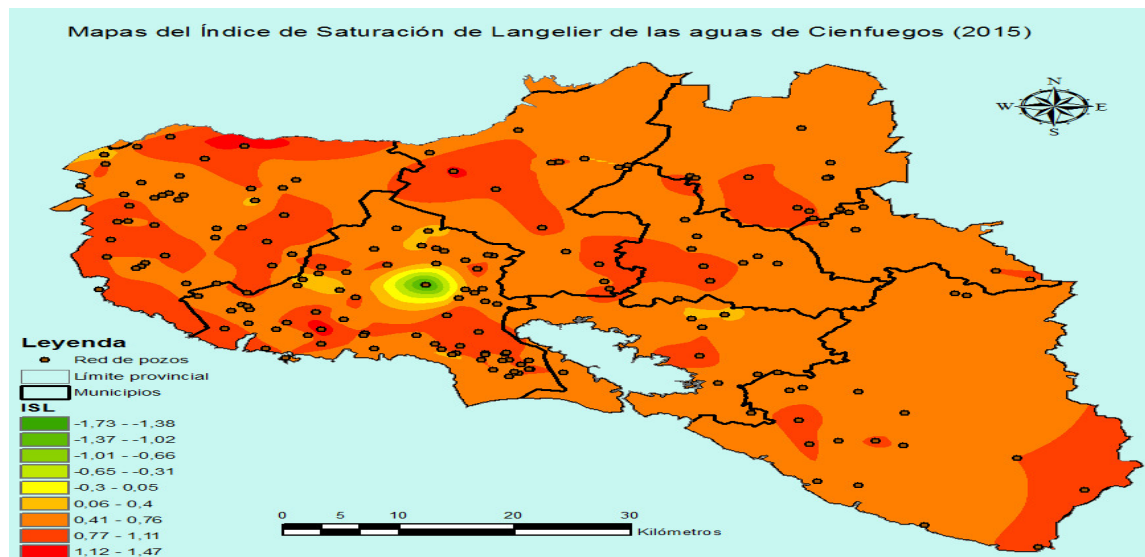 Mapas del Índice de Saturación de Langelier de las aguas de Cienfuegos (2015)
N
W E
S
Leyenda
Red de pozos
Límite provincial
Municipios
ISL
-1,73 - -1,38
-1,37 - -1,02
-1,01 - -0,66
-0,65 - -0,31
-0,3 - 0,05
0,06 - 0,4
0,41 - 0,76
0,77 - 1,11
1,12 - 1,47
0 5 10 20 30
Kilómetros